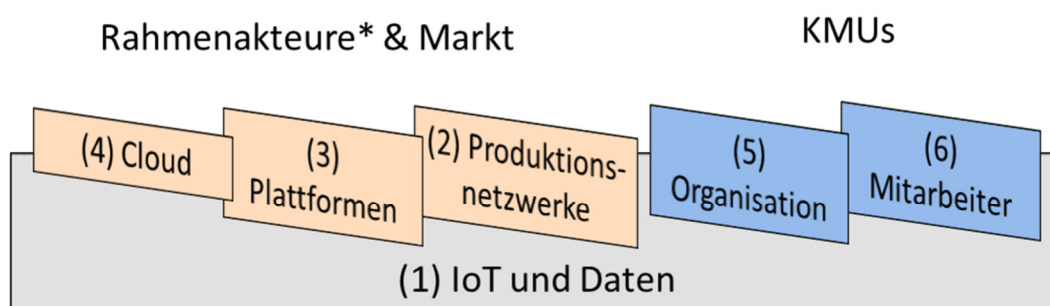 Rahmenakteure* & Markt
KMUs
(4) Cloud
(3)
Plattformen
(2) Produktions-
netzwerke
(5)
Organisation
(6)
Mitarbeiter
(1) IoT und Daten